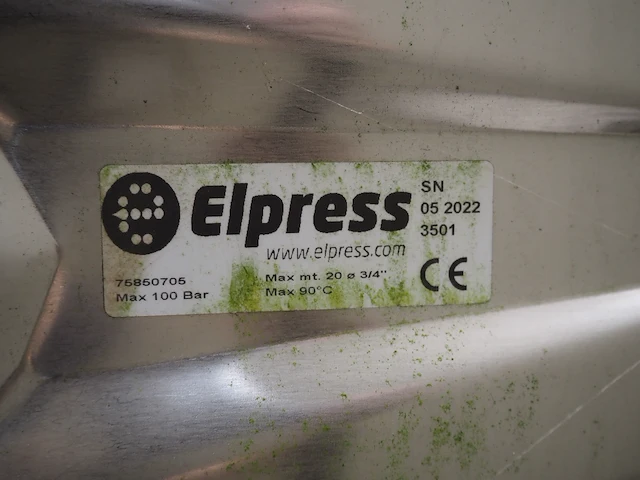 Elpress
www.elpress.com
SN
05 2022
3501
75850705
Max 100 Bar
Max mt. 20 ø 3/4"
Max 90°C
CE